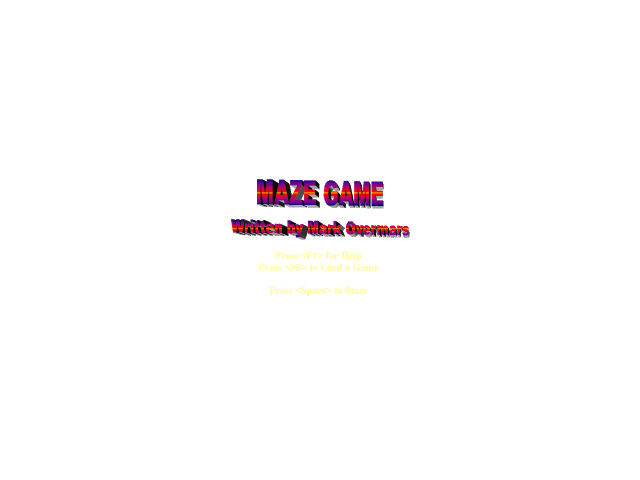 MAZE GAME
Written by Mark Overmars
Press <F1> for Help
Press <F6> to Load a Game
Press <Space> to Start